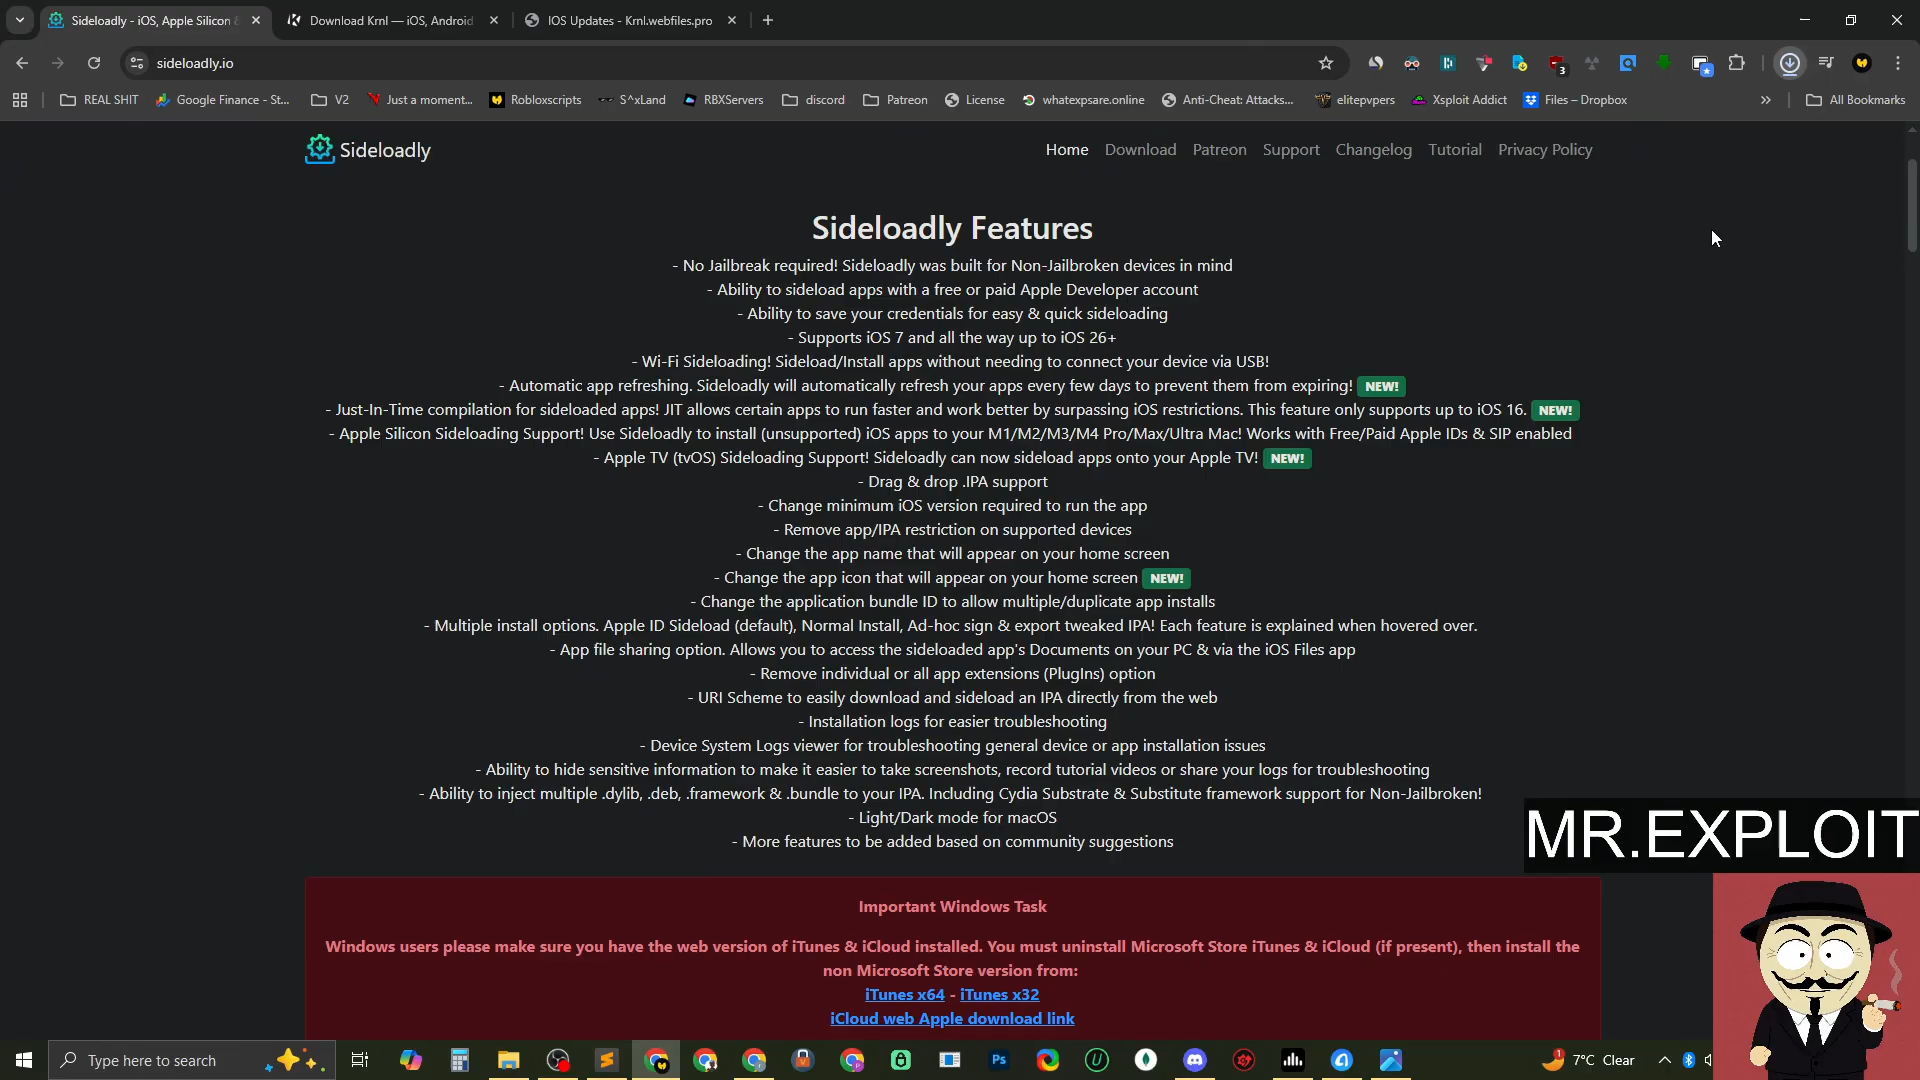 Sideloadly - iOS, Apple Silicon &
Download Krnl — iOS, Android
IOS Updates - Krnl.webfiles.pro
sideloadly.io
3
REAL SHIT
Google Finance - St...
V2
Just a moment...
Robloxscripts
S^xLand
RBXServers
discord
Patreon
License
whatexpsare.online
Anti-Cheat: Attacks...
elitepvpers
Xsploit Addict
Files – Dropbox
»
All Bookmarks
Sideloadly
Home
Download
Patreon
Support
Changelog
Tutorial
Privacy Policy
Sideloadly Features
- No Jailbreak required! Sideloadly was built for Non-Jailbroken devices in mind
- Ability to sideload apps with a free or paid Apple Developer account
- Ability to save your credentials for easy & quick sideloading
- Supports iOS 7 and all the way up to iOS 26+
- Wi-Fi Sideloading! Sideload/Install apps without needing to connect your device via USB!
- Automatic app refreshing. Sideloadly will automatically refresh your apps every few days to prevent them from expiring! NEW!
- Just-In-Time compilation for sideloaded apps! JIT allows certain apps to run faster and work better by surpassing iOS restrictions. This feature only supports up to iOS 16. NEW!
- Apple Silicon Sideloading Support! Use Sideloadly to install (unsupported) iOS apps to your M1/M2/M3/M4 Pro/Max/Ultra Mac! Works with Free/Paid Apple IDs & SIP enabled
- Apple TV (tvOS) Sideloading Support! Sideloadly can now sideload apps onto your Apple TV! NEW!
- Drag & drop .IPA support
- Change minimum iOS version required to run the app
- Remove app/IPA restriction on supported devices
- Change the app name that will appear on your home screen
- Change the app icon that will appear on your home screen NEW!
- Change the application bundle ID to allow multiple/duplicate app installs
- Multiple install options. Apple ID Sideload (default), Normal Install, Ad-hoc sign & export tweaked IPA! Each feature is explained when hovered over.
- App file sharing option. Allows you to access the sideloaded app's Documents on your PC & via the iOS Files app
- Remove individual or all app extensions (PlugIns) option
- URI Scheme to easily download and sideload an IPA directly from the web
- Installation logs for easier troubleshooting
- Device System Logs viewer for troubleshooting general device or app installation issues
- Ability to hide sensitive information to make it easier to take screenshots, record tutorial videos or share your logs for troubleshooting
- Ability to inject multiple .dylib, .deb, .framework & .bundle to your IPA. Including Cydia Substrate & Substitute framework support for Non-Jailbroken!
- Light/Dark mode for macOS
- More features to be added based on community suggestions
MR.EXPLOIT
Important Windows Task
Windows users please make sure you have the web version of iTunes & iCloud installed. You must uninstall Microsoft Store iTunes & iCloud (if present), then install the
non Microsoft Store version from:
iTunes x64 - iTunes x32
iCloud web Apple download link
Type here to search
Ps
7°C Clear